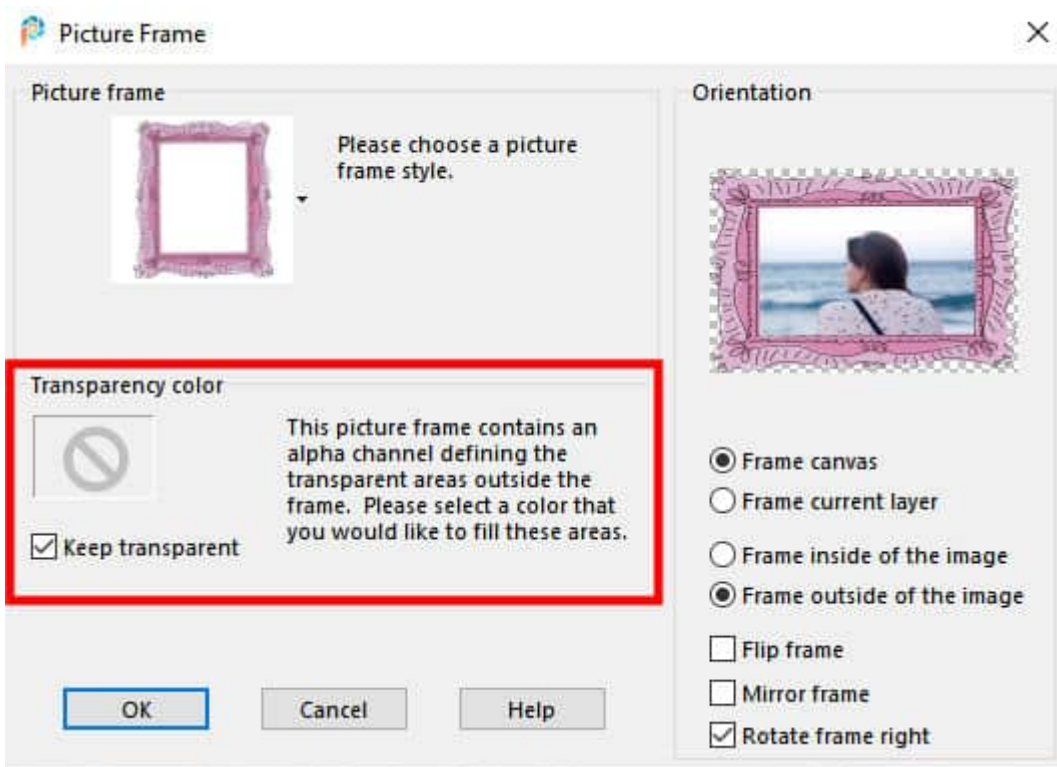 Picture Frame
Picture frame
Please choose a picture
frame style.
Transparency color
This picture frame contains an
alpha channel defining the
transparent areas outside the
frame.  Please select a color that
you would like to fill these areas.
Keep transparent
OK
Cancel
Help
Orientation
Frame canvas
Frame current layer
Frame inside of the image
Frame outside of the image
Flip frame
Mirror frame
Rotate frame right